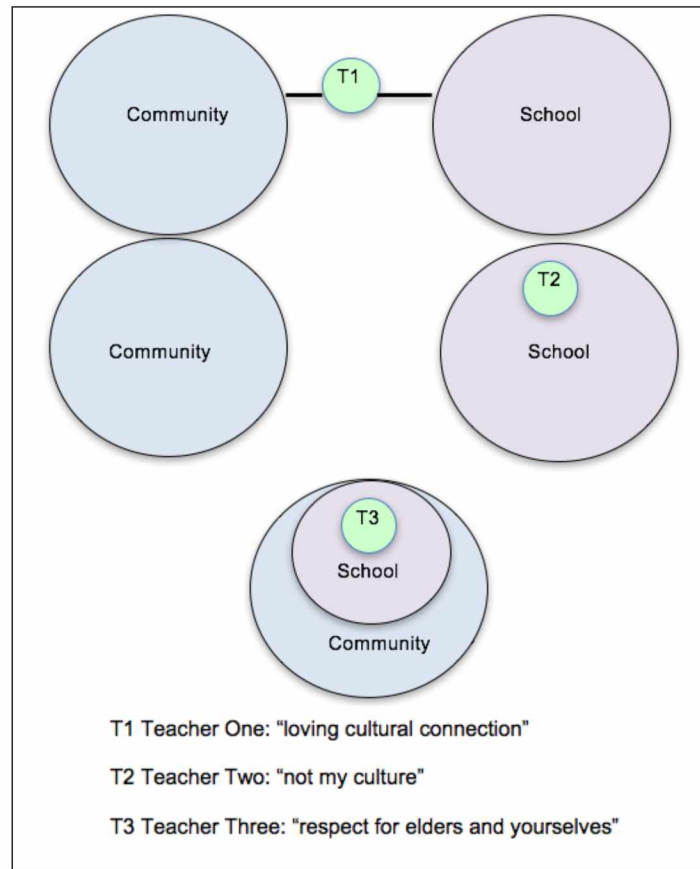 T1
Community
School
T2
Community
School
T3
School
Community
T1 Teacher One: “loving cultural connection”
T2 Teacher Two: “not my culture”
T3 Teacher Three: “respect for elders and yourselves”